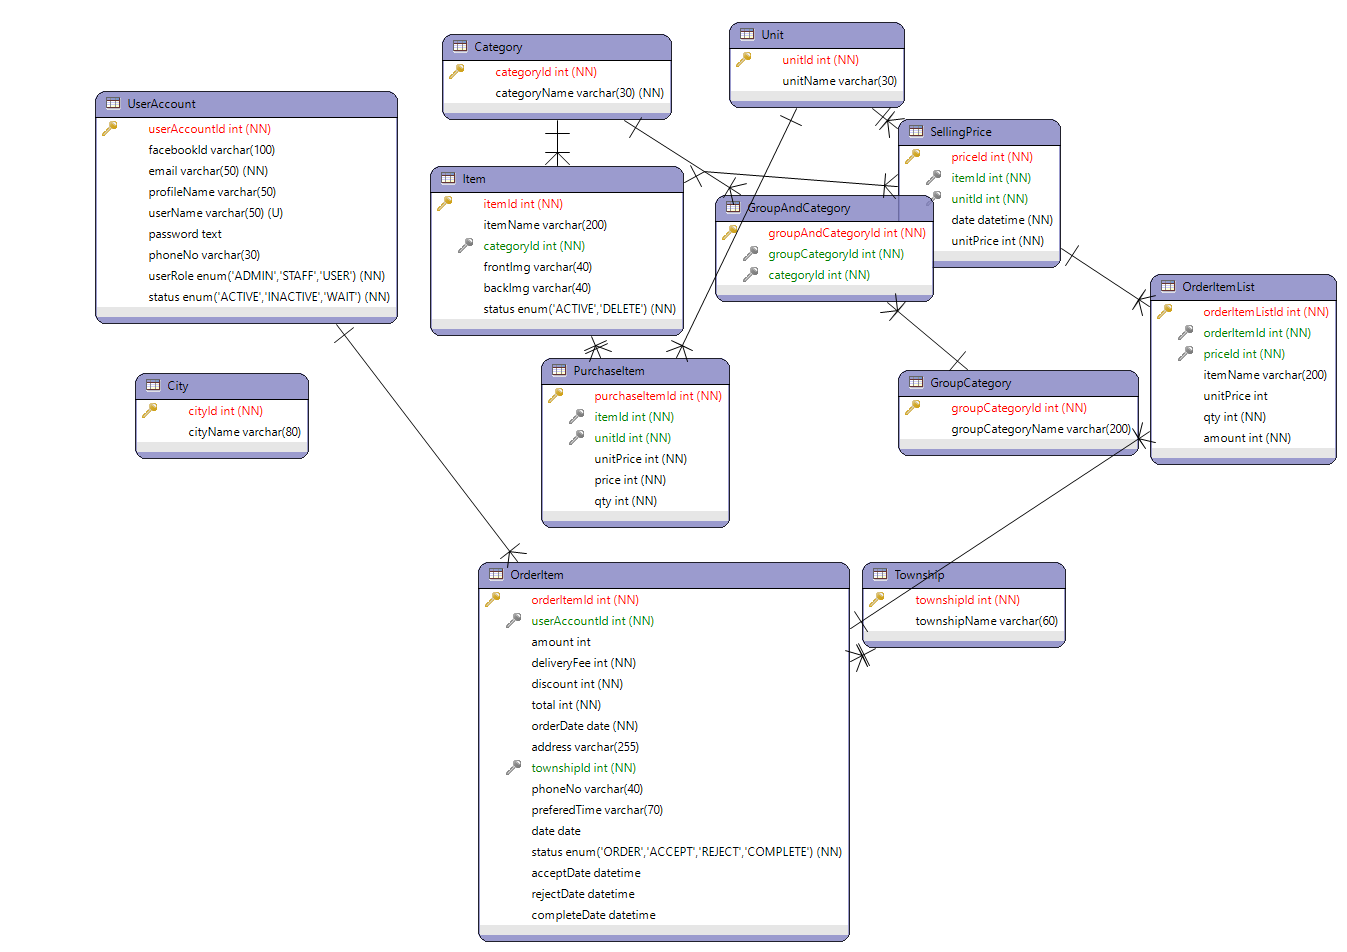 Category
categoryId int (NN)
categoryName varchar(30) (NN)
Unit
unitId int (NN)
unitName varchar(30)
UserAccount
userAccountId int (NN)
facebookId varchar(100)
email varchar(50) (NN)
profileName varchar(50)
userName varchar(50) (U)
password text
phoneNo varchar(30)
userRole enum('ADMIN','STAFF','USER') (NN)
status enum('ACTIVE','INACTIVE','WAIT') (NN)
SellingPrice
priceId int (NN)
itemId int (NN)
unitId int (NN)
date datetime (NN)
unitPrice int (NN)
Item
itemId int (NN)
itemName varchar(200)
categoryId int (NN)
frontImg varchar(40)
backImg varchar(40)
status enum('ACTIVE','DELETE') (NN)
GroupAndCategory
groupAndCategoryId int (NN)
groupCategoryId int (NN)
categoryId int (NN)
OrderItemList
orderItemListId int (NN)
orderItemId int (NN)
priceId int (NN)
itemName varchar(200)
unitPrice int
qty int (NN)
amount int (NN)
City
cityId int (NN)
cityName varchar(80)
PurchaseItem
purchaseItemId int (NN)
itemId int (NN)
unitId int (NN)
unitPrice int (NN)
price int (NN)
qty int (NN)
GroupCategory
groupCategoryId int (NN)
groupCategoryName varchar(200)
OrderItem
orderItemId int (NN)
userAccountId int (NN)
amount int
deliveryFee int (NN)
discount int (NN)
total int (NN)
orderDate date (NN)
address varchar(255)
townshipId int (NN)
phoneNo varchar(40)
preferedTime varchar(70)
date date
status enum('ORDER','ACCEPT','REJECT','COMPLETE') (NN)
acceptDate datetime
rejectDate datetime
completeDate datetime
Township
townshipId int (NN)
townshipName varchar(60)